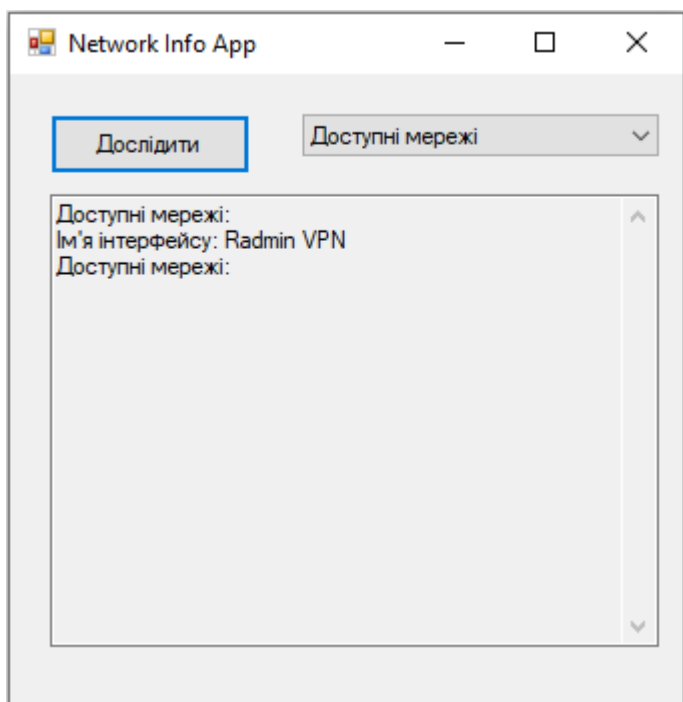 Network Info App
Дослідити
Доступні мережі
Доступні мережі:
Ім'я інтерфейсу: Radmin VPN
Доступні мережі: